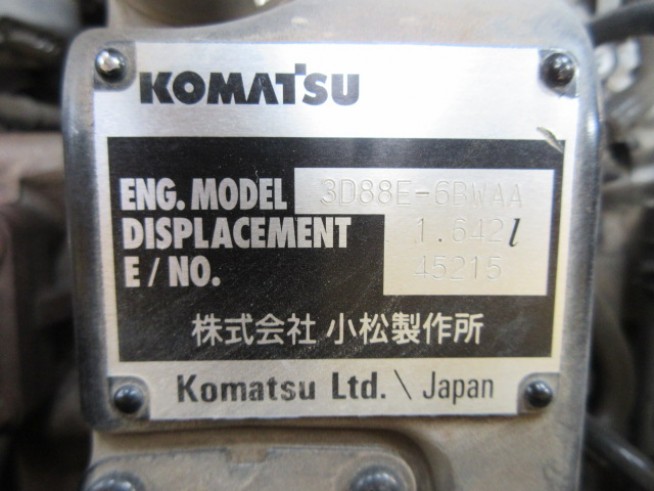 KOMATSU
ENG. MODEL 3D88E-6BWAA
DISPLACEMENT 1.642 l
E / NO. 45215
株式会社 小松製作所
Komatsu Ltd. \ Japan